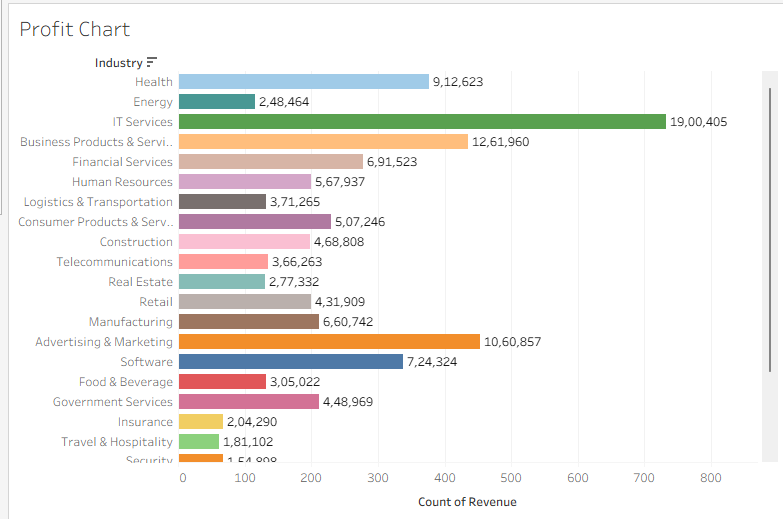 Profit Chart
Industry
Health 9,12,623
Energy 2,48,464
IT Services 19,00,405
Business Products & Servi.. 12,61,960
Financial Services 6,91,523
Human Resources 5,67,937
Logistics & Transportation 3,71,265
Consumer Products & Serv.. 5,07,246
Construction 4,68,808
Telecommunications 3,66,263
Real Estate 2,77,332
Retail 4,31,909
Manufacturing 6,60,742
Advertising & Marketing 10,60,857
Software 7,24,324
Food & Beverage 3,05,022
Government Services 4,48,969
Insurance 2,04,290
Travel & Hospitality 1,81,102
Security 1,54,898
0 100 200 300 400 500 600 700 800
Count of Revenue